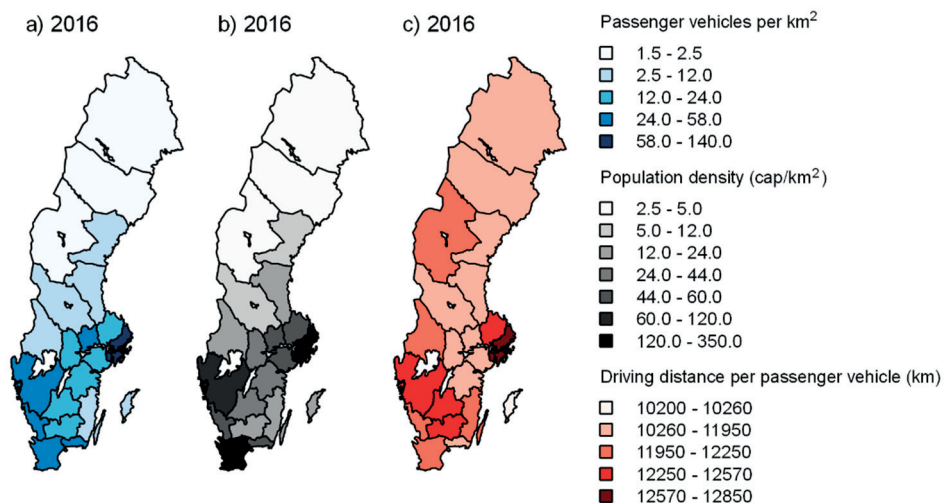 a) 2016
b) 2016
c) 2016
Passenger vehicles per km²
1.5 - 2.5
2.5 - 12.0
12.0 - 24.0
24.0 - 58.0
58.0 - 140.0
Population density (cap/km²)
2.5 - 5.0
5.0 - 12.0
12.0 - 24.0
24.0 - 44.0
44.0 - 60.0
60.0 - 120.0
120.0 - 350.0
Driving distance per passenger vehicle (km)
10200 - 10260
10260 - 11950
11950 - 12250
12250 - 12570
12570 - 12850